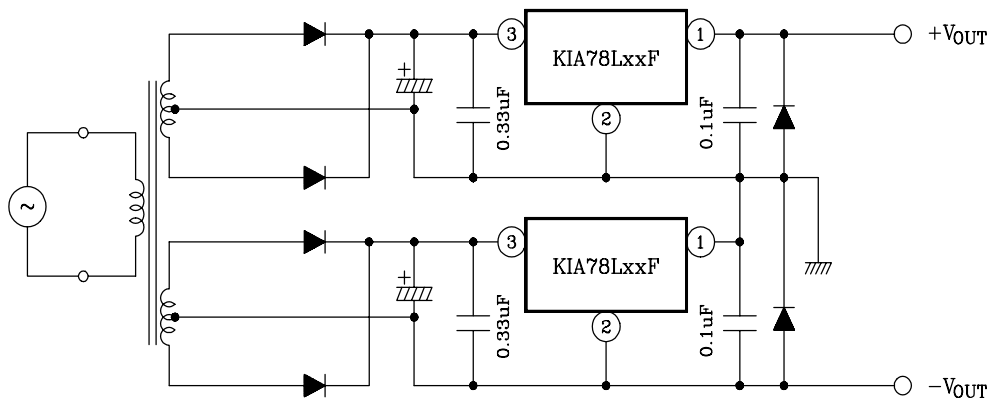 3
KIA78LxxF
1
+VOUT
+
0.33uF
2
0.1uF
~
3
KIA78LxxF
1
+
0.33uF
2
0.1uF
−VOUT